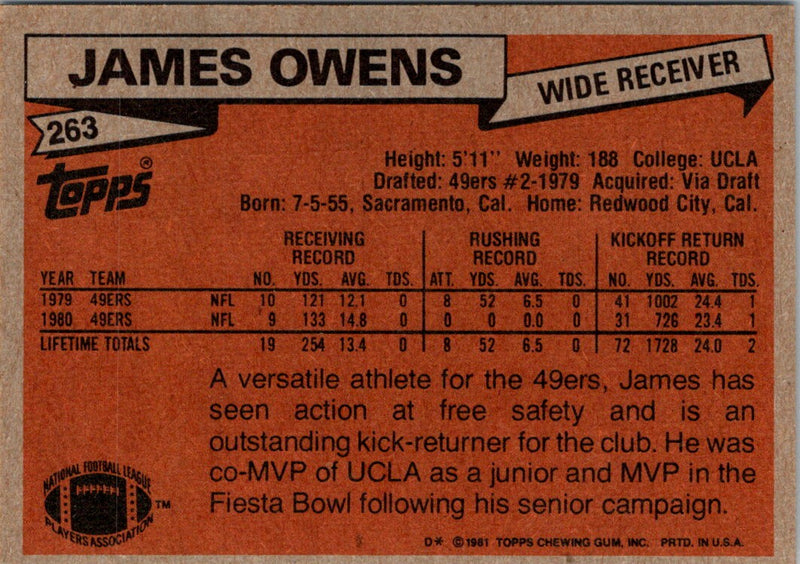 JAMES OWENS
WIDE RECEIVER
263
TOPPS®
Height: 5'11" Weight: 188 College: UCLA
Drafted: 49ers #2-1979 Acquired: Via Draft
Born: 7-5-55, Sacramento, Cal. Home: Redwood City, Cal.
RECEIVING RECORD RUSHING RECORD KICKOFF RETURN RECORD
YEAR TEAM NO. YDS. AVG. TDS. ATT. YDS. AVG. TDS. NO. YDS. AVG. TDS.
1979 49ERS NFL 10 121 12.1 0 8 52 6.5 0 41 1002 24.4 1
1980 49ERS NFL 9 133 14.8 0 0 0 0.0 0 31 726 23.4 1
LIFETIME TOTALS 19 254 13.4 0 8 52 6.5 0 72 1728 24.0 2
A versatile athlete for the 49ers, James has
seen action at free safety and is an
outstanding kick-returner for the club. He was
co-MVP of UCLA as a junior and MVP in the
Fiesta Bowl following his senior campaign.
NATIONAL FOOTBALL LEAGUE
PLAYERS ASSOCIATION
™
D* ©1981 TOPPS CHEWING GUM, INC. PRTD. IN U.S.A.